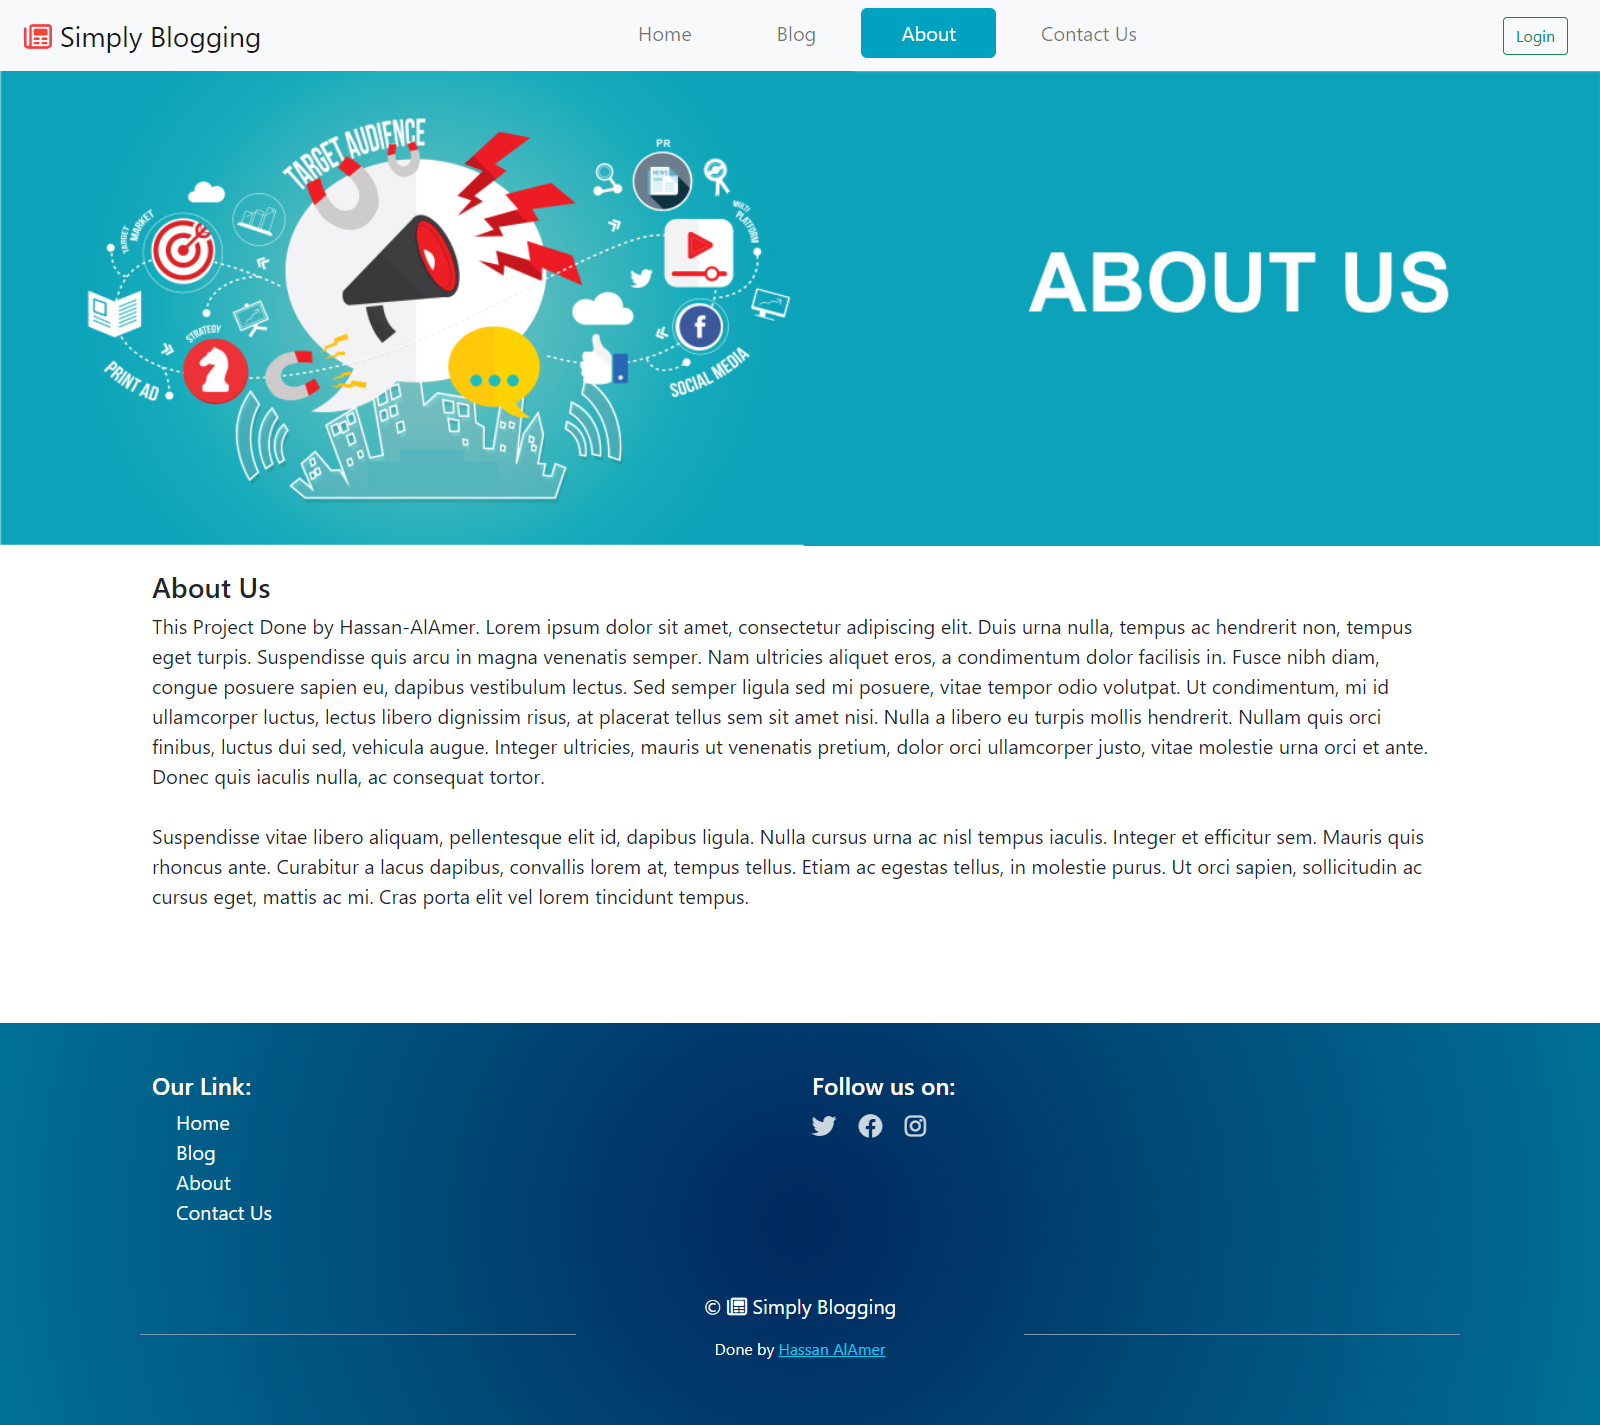 Simply Blogging
Home
Blog
About
Contact Us
Login
TARGET AUDIENCE
PR
NEWS
MULTI
PLATFORM
TARGET
MARKET
STRATEGY
PRINT AD
SOCIAL MEDIA
ABOUT US
About Us
This Project Done by Hassan-AlAmer. Lorem ipsum dolor sit amet, consectetur adipiscing elit. Duis urna nulla, tempus ac hendrerit non, tempus
eget turpis. Suspendisse quis arcu in magna venenatis semper. Nam ultricies aliquet eros, a condimentum dolor facilisis in. Fusce nibh diam,
congue posuere sapien eu, dapibus vestibulum lectus. Sed semper ligula sed mi posuere, vitae tempor odio volutpat. Ut condimentum, mi id
ullamcorper luctus, lectus libero dignissim risus, at placerat tellus sem sit amet nisi. Nulla a libero eu turpis mollis hendrerit. Nullam quis orci
finibus, luctus dui sed, vehicula augue. Integer ultricies, mauris ut venenatis pretium, dolor orci ullamcorper justo, vitae molestie urna orci et ante.
Donec quis iaculis nulla, ac consequat tortor.
Suspendisse vitae libero aliquam, pellentesque elit id, dapibus ligula. Nulla cursus urna ac nisl tempus iaculis. Integer et efficitur sem. Mauris quis
rhoncus ante. Curabitur a lacus dapibus, convallis lorem at, tempus tellus. Etiam ac egestas tellus, in molestie purus. Ut orci sapien, sollicitudin ac
cursus eget, mattis ac mi. Cras porta elit vel lorem tincidunt tempus.
Our Link:
Home
Blog
About
Contact Us
Follow us on:
© Simply Blogging
Done by Hassan AlAmer